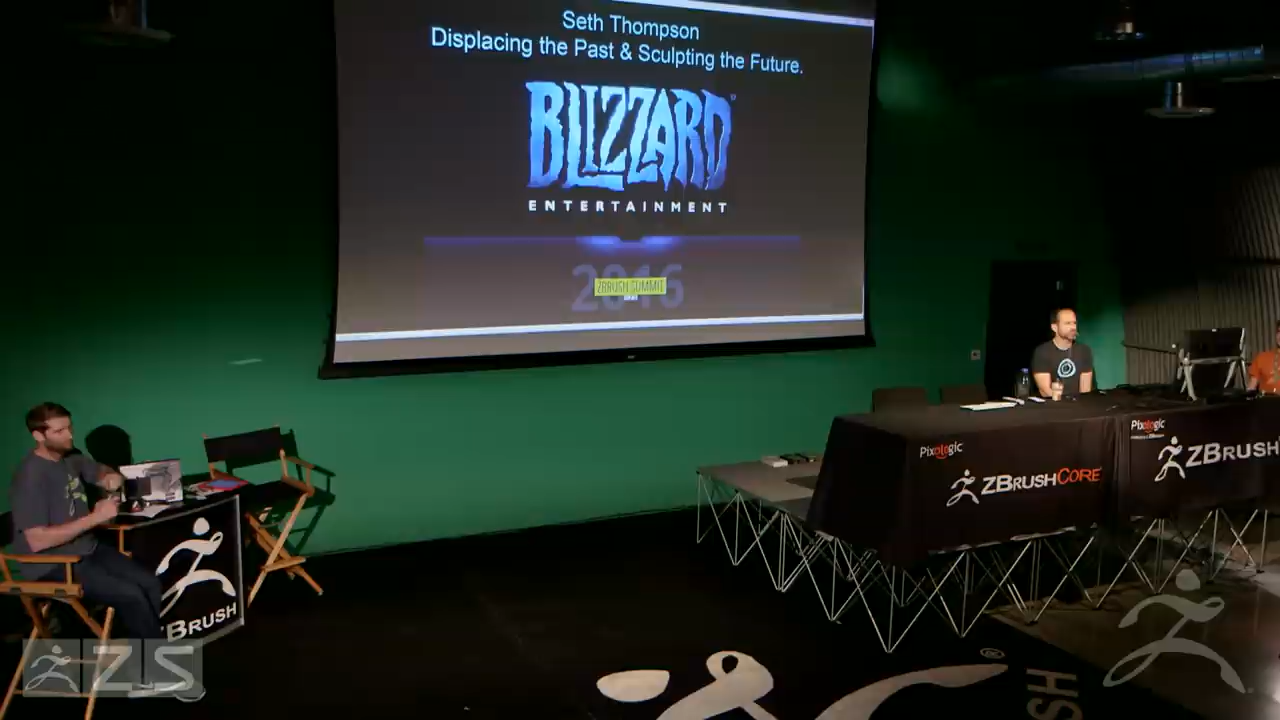 Seth Thompson
Displacing the Past & Sculpting the Future.
BLIZZARD
ENTERTAINMENT
2016
ZBRUSH SUMMIT
Pixologic
ZBRUSHCORE
Pixologic
ZBRUSH
ZBRUSH
ZS
SH